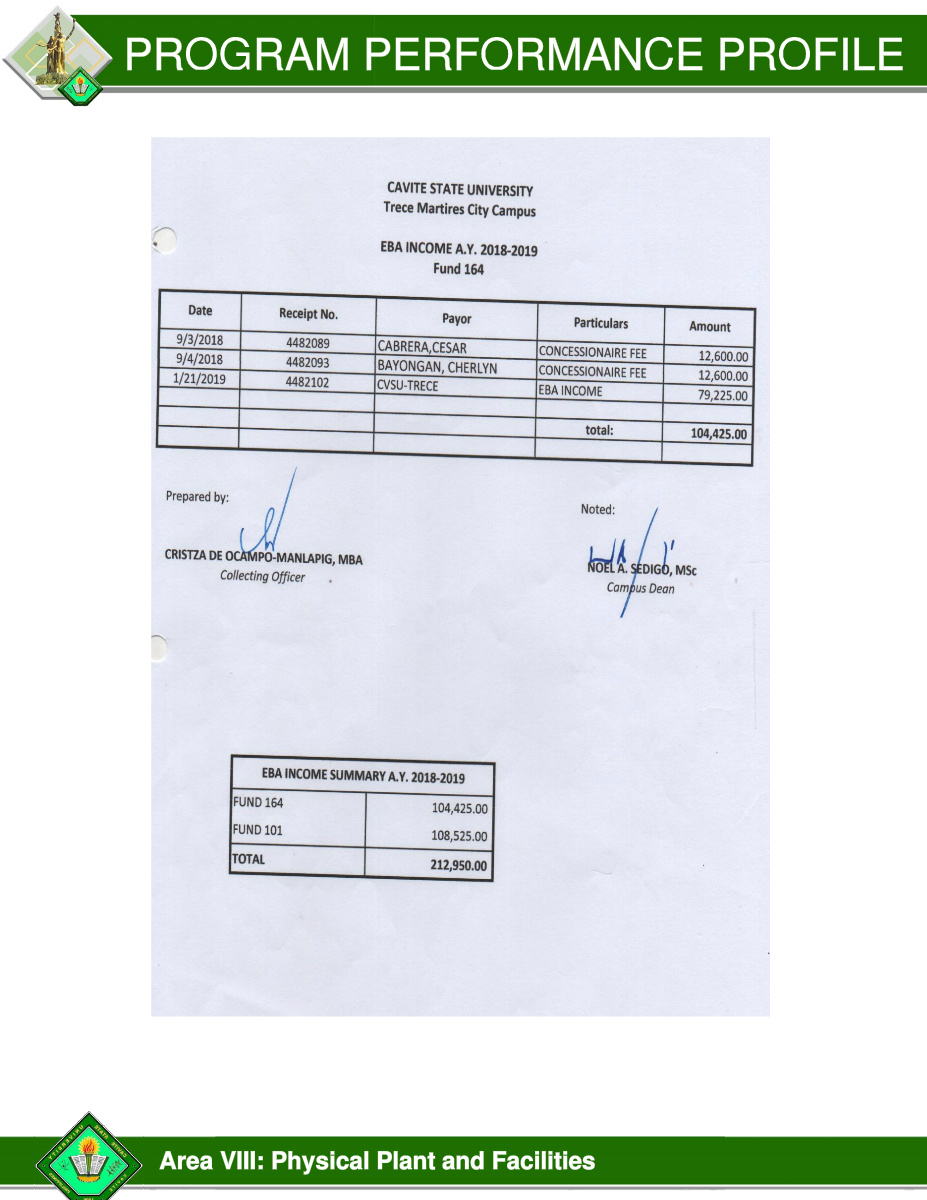 PROGRAM PERFORMANCE PROFILE
CAVITE STATE UNIVERSITY
Trece Martires City Campus
EBA INCOME A.Y. 2018-2019
Fund 164
Date Receipt No. Payor Particulars Amount
9/3/2018 4482089 CABRERA,CESAR CONCESSIONAIRE FEE 12,600.00
9/4/2018 4482093 BAYONGAN, CHERLYN CONCESSIONAIRE FEE 12,600.00
1/21/2019 4482102 CVSU-TRECE EBA INCOME 79,225.00
total: 104,425.00
Prepared by:
Noted:
CRISTZA DE OCAMPO-MANLAPIG, MBA
Collecting Officer
NOEL A. SEDIGO, MSc
Campus Dean
EBA INCOME SUMMARY A.Y. 2018-2019
FUND 164 104,425.00
FUND 101 108,525.00
TOTAL 212,950.00
Area VIII: Physical Plant and Facilities